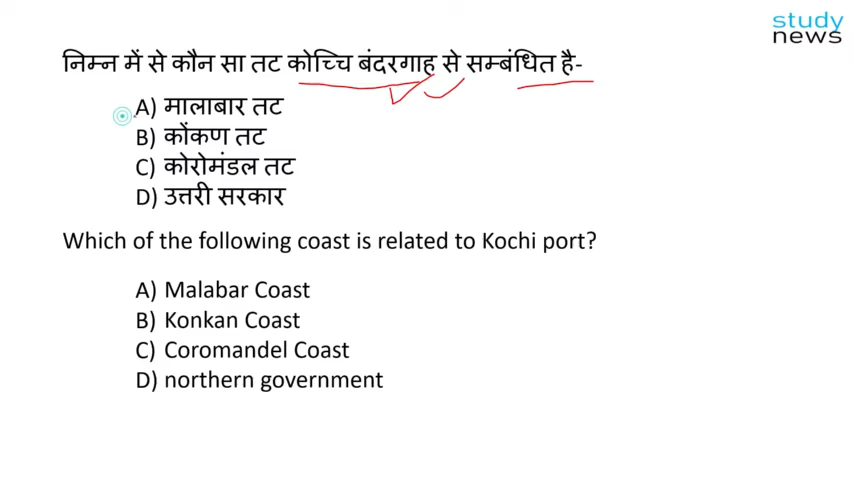 study
news
निम्न में से कौन सा तट कोच्चि बंदरगाह से सम्बंधित है-
A) मालाबार तट
B) कोंकण तट
C) कोरोमंडल तट
D) उत्तरी सरकार
Which of the following coast is related to Kochi port?
A) Malabar Coast
B) Konkan Coast
C) Coromandel Coast
D) northern government